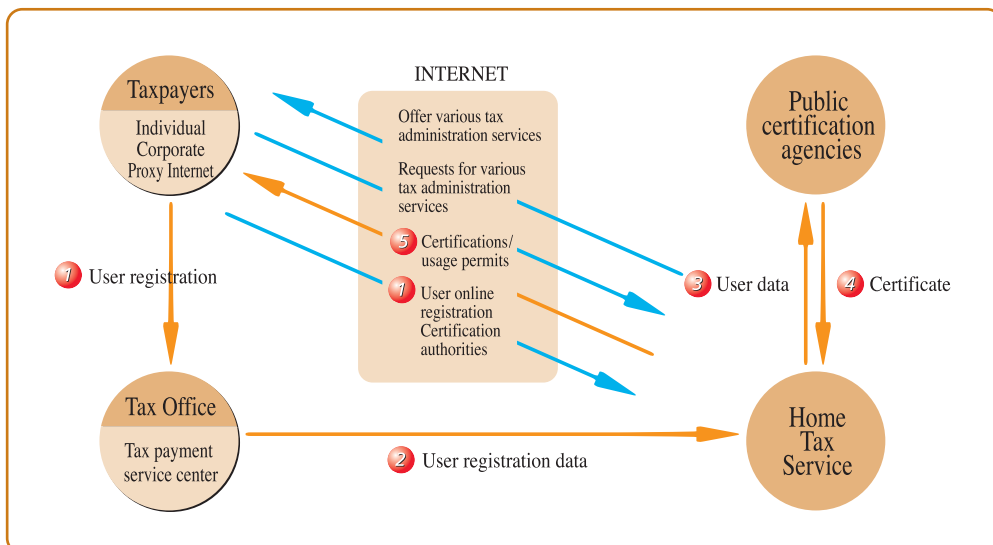 Taxpayers
Individual
Corporate
Proxy Internet
INTERNET
Offer various tax
administration services
Requests for various
tax administration
services
5 Certifications/
usage permits
1 User online
registration
Certification
authorities
Public
certification
agencies
1 User registration
3 User data
4 Certificate
Tax Office
Tax payment
service center
2 User registration data
Home
Tax
Service